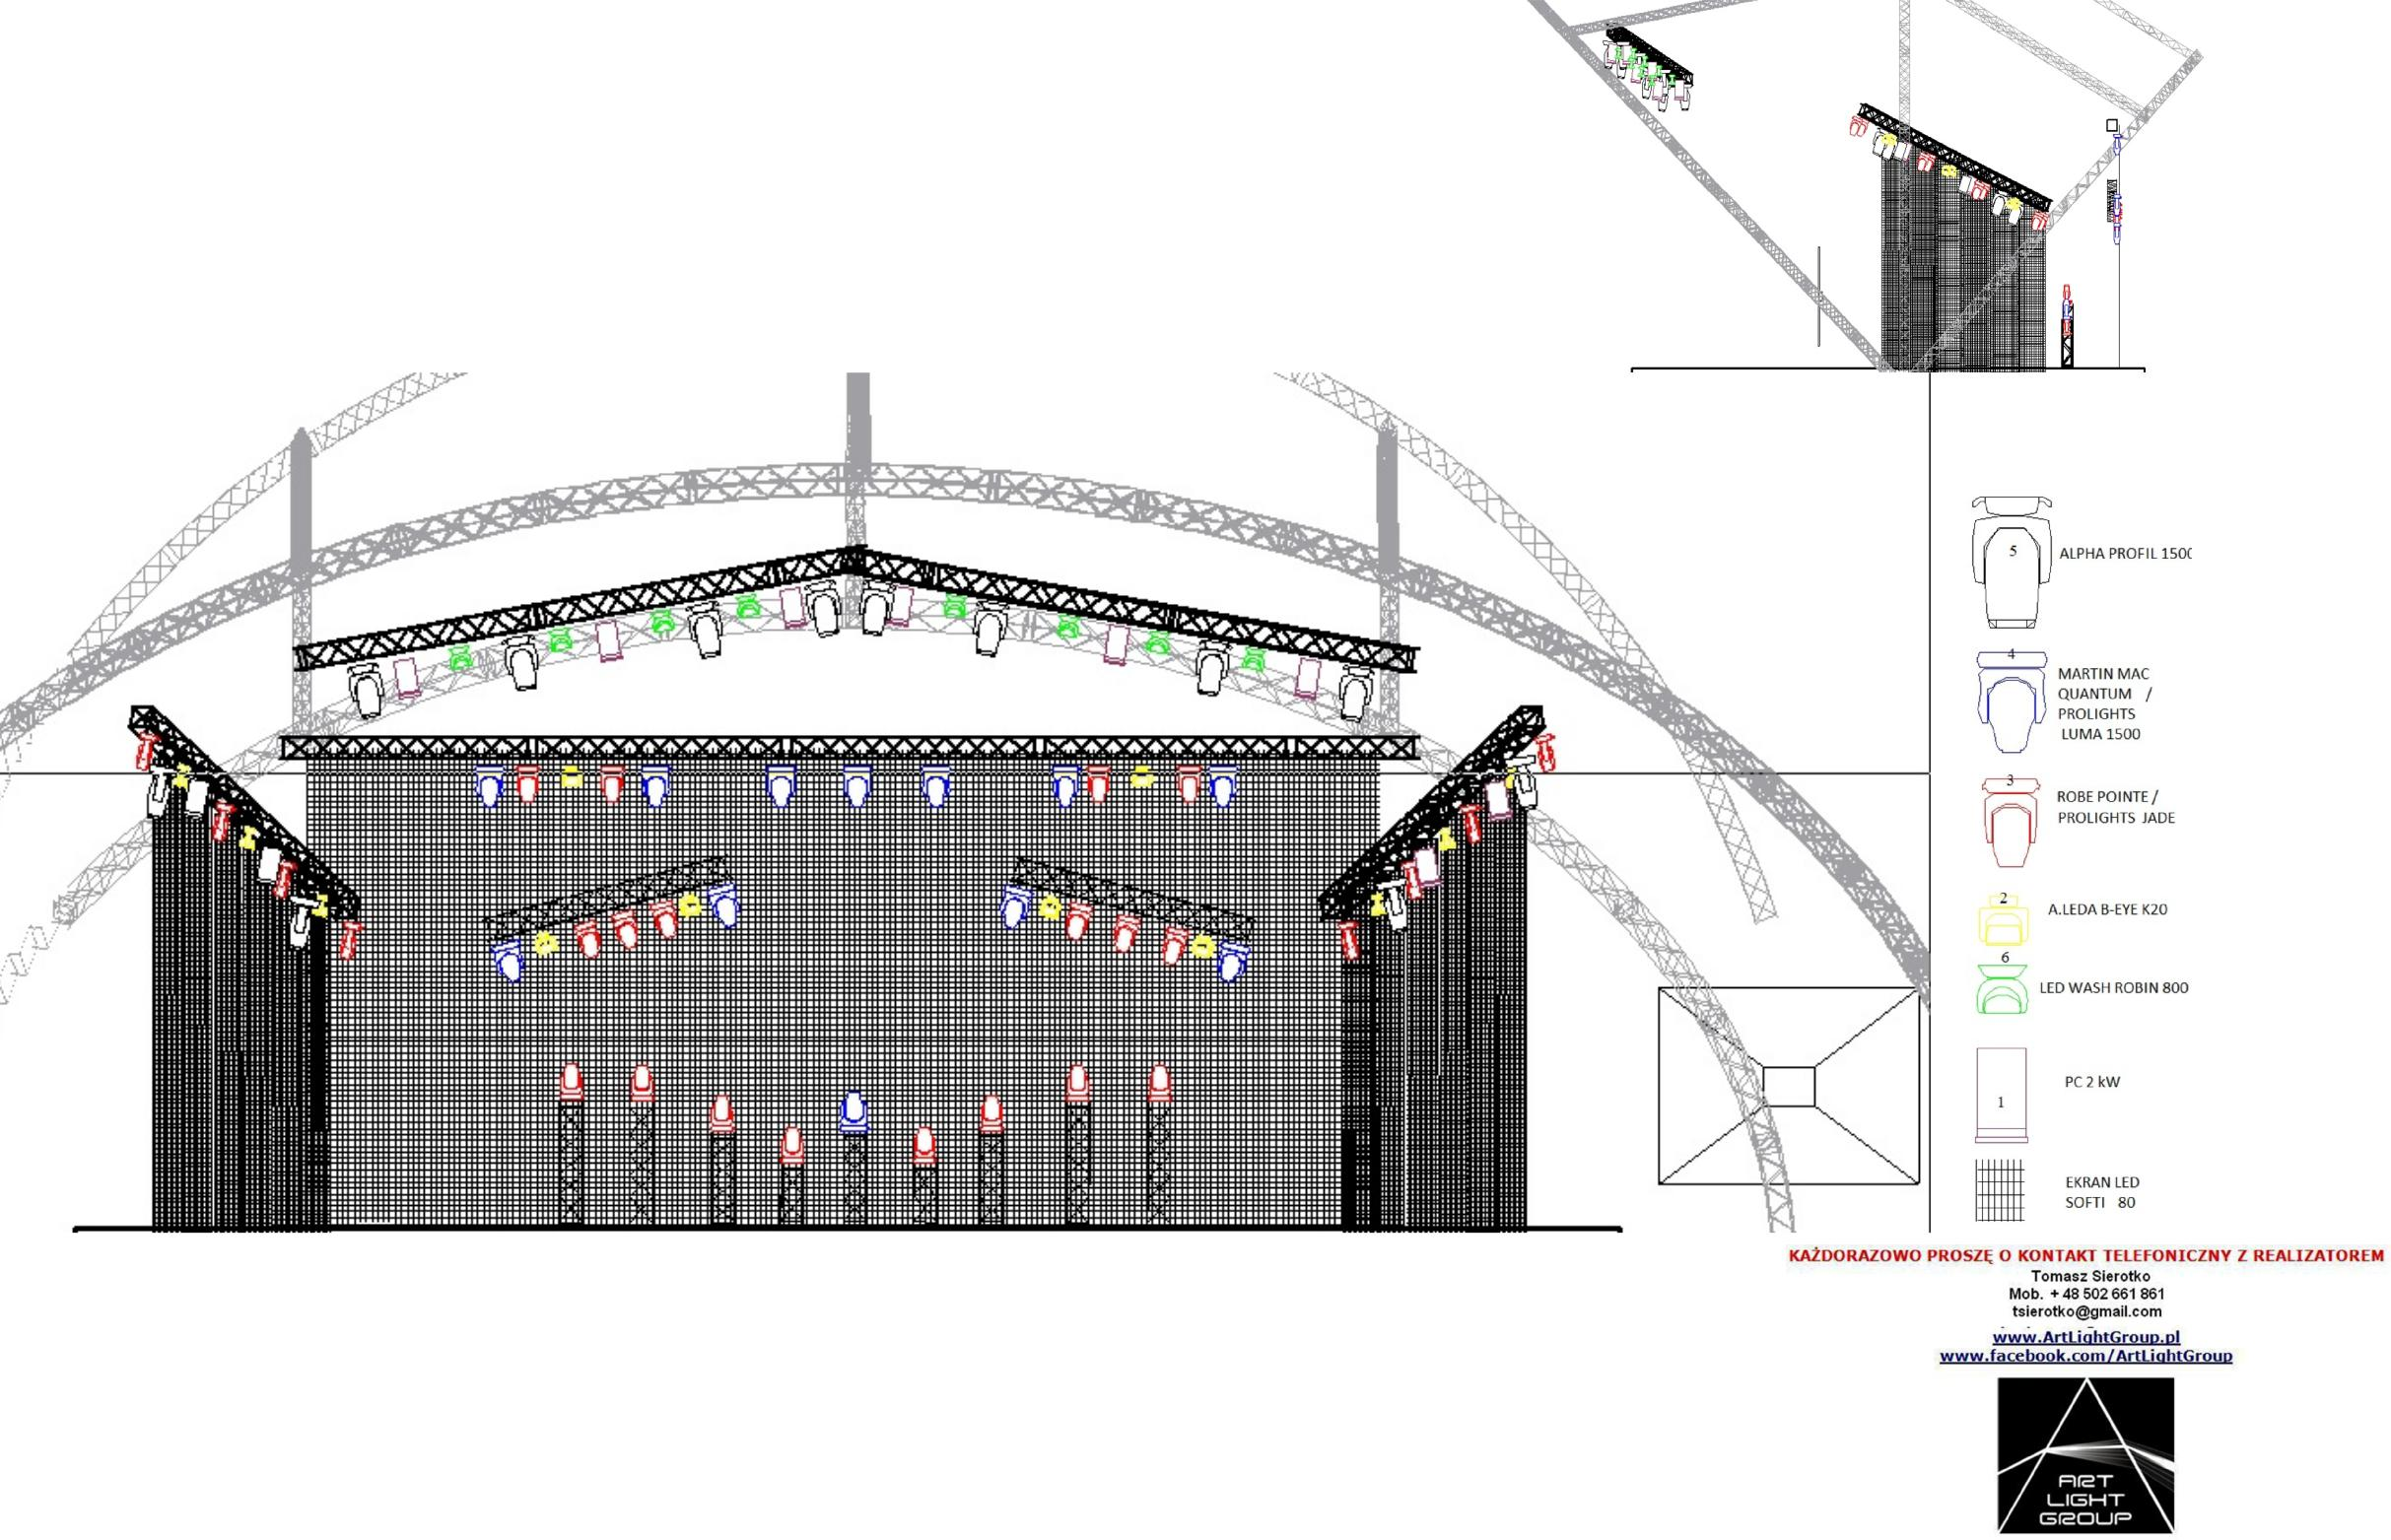 5
ALPHA PROFIL 1500
4
MARTIN MAC
QUANTUM /
PROLIGHTS
LUMA 1500
3
ROBE POINTE /
PROLIGHTS JADE
2
A.LEDA B-EYE K20
6
LED WASH ROBIN 800
PC 2 kW
1
EKRAN LED
SOFTI 80
KAŻDORAZOWO PROSZĘ O KONTAKT TELEFONICZNY Z REALIZATOREM
Tomasz Sierotko
Mob. + 48 502 661 861
tsierotko@gmail.com
www.ArtLightGroup.pl
www.facebook.com/ArtLightGroup
ART
LIGHT
GROUP